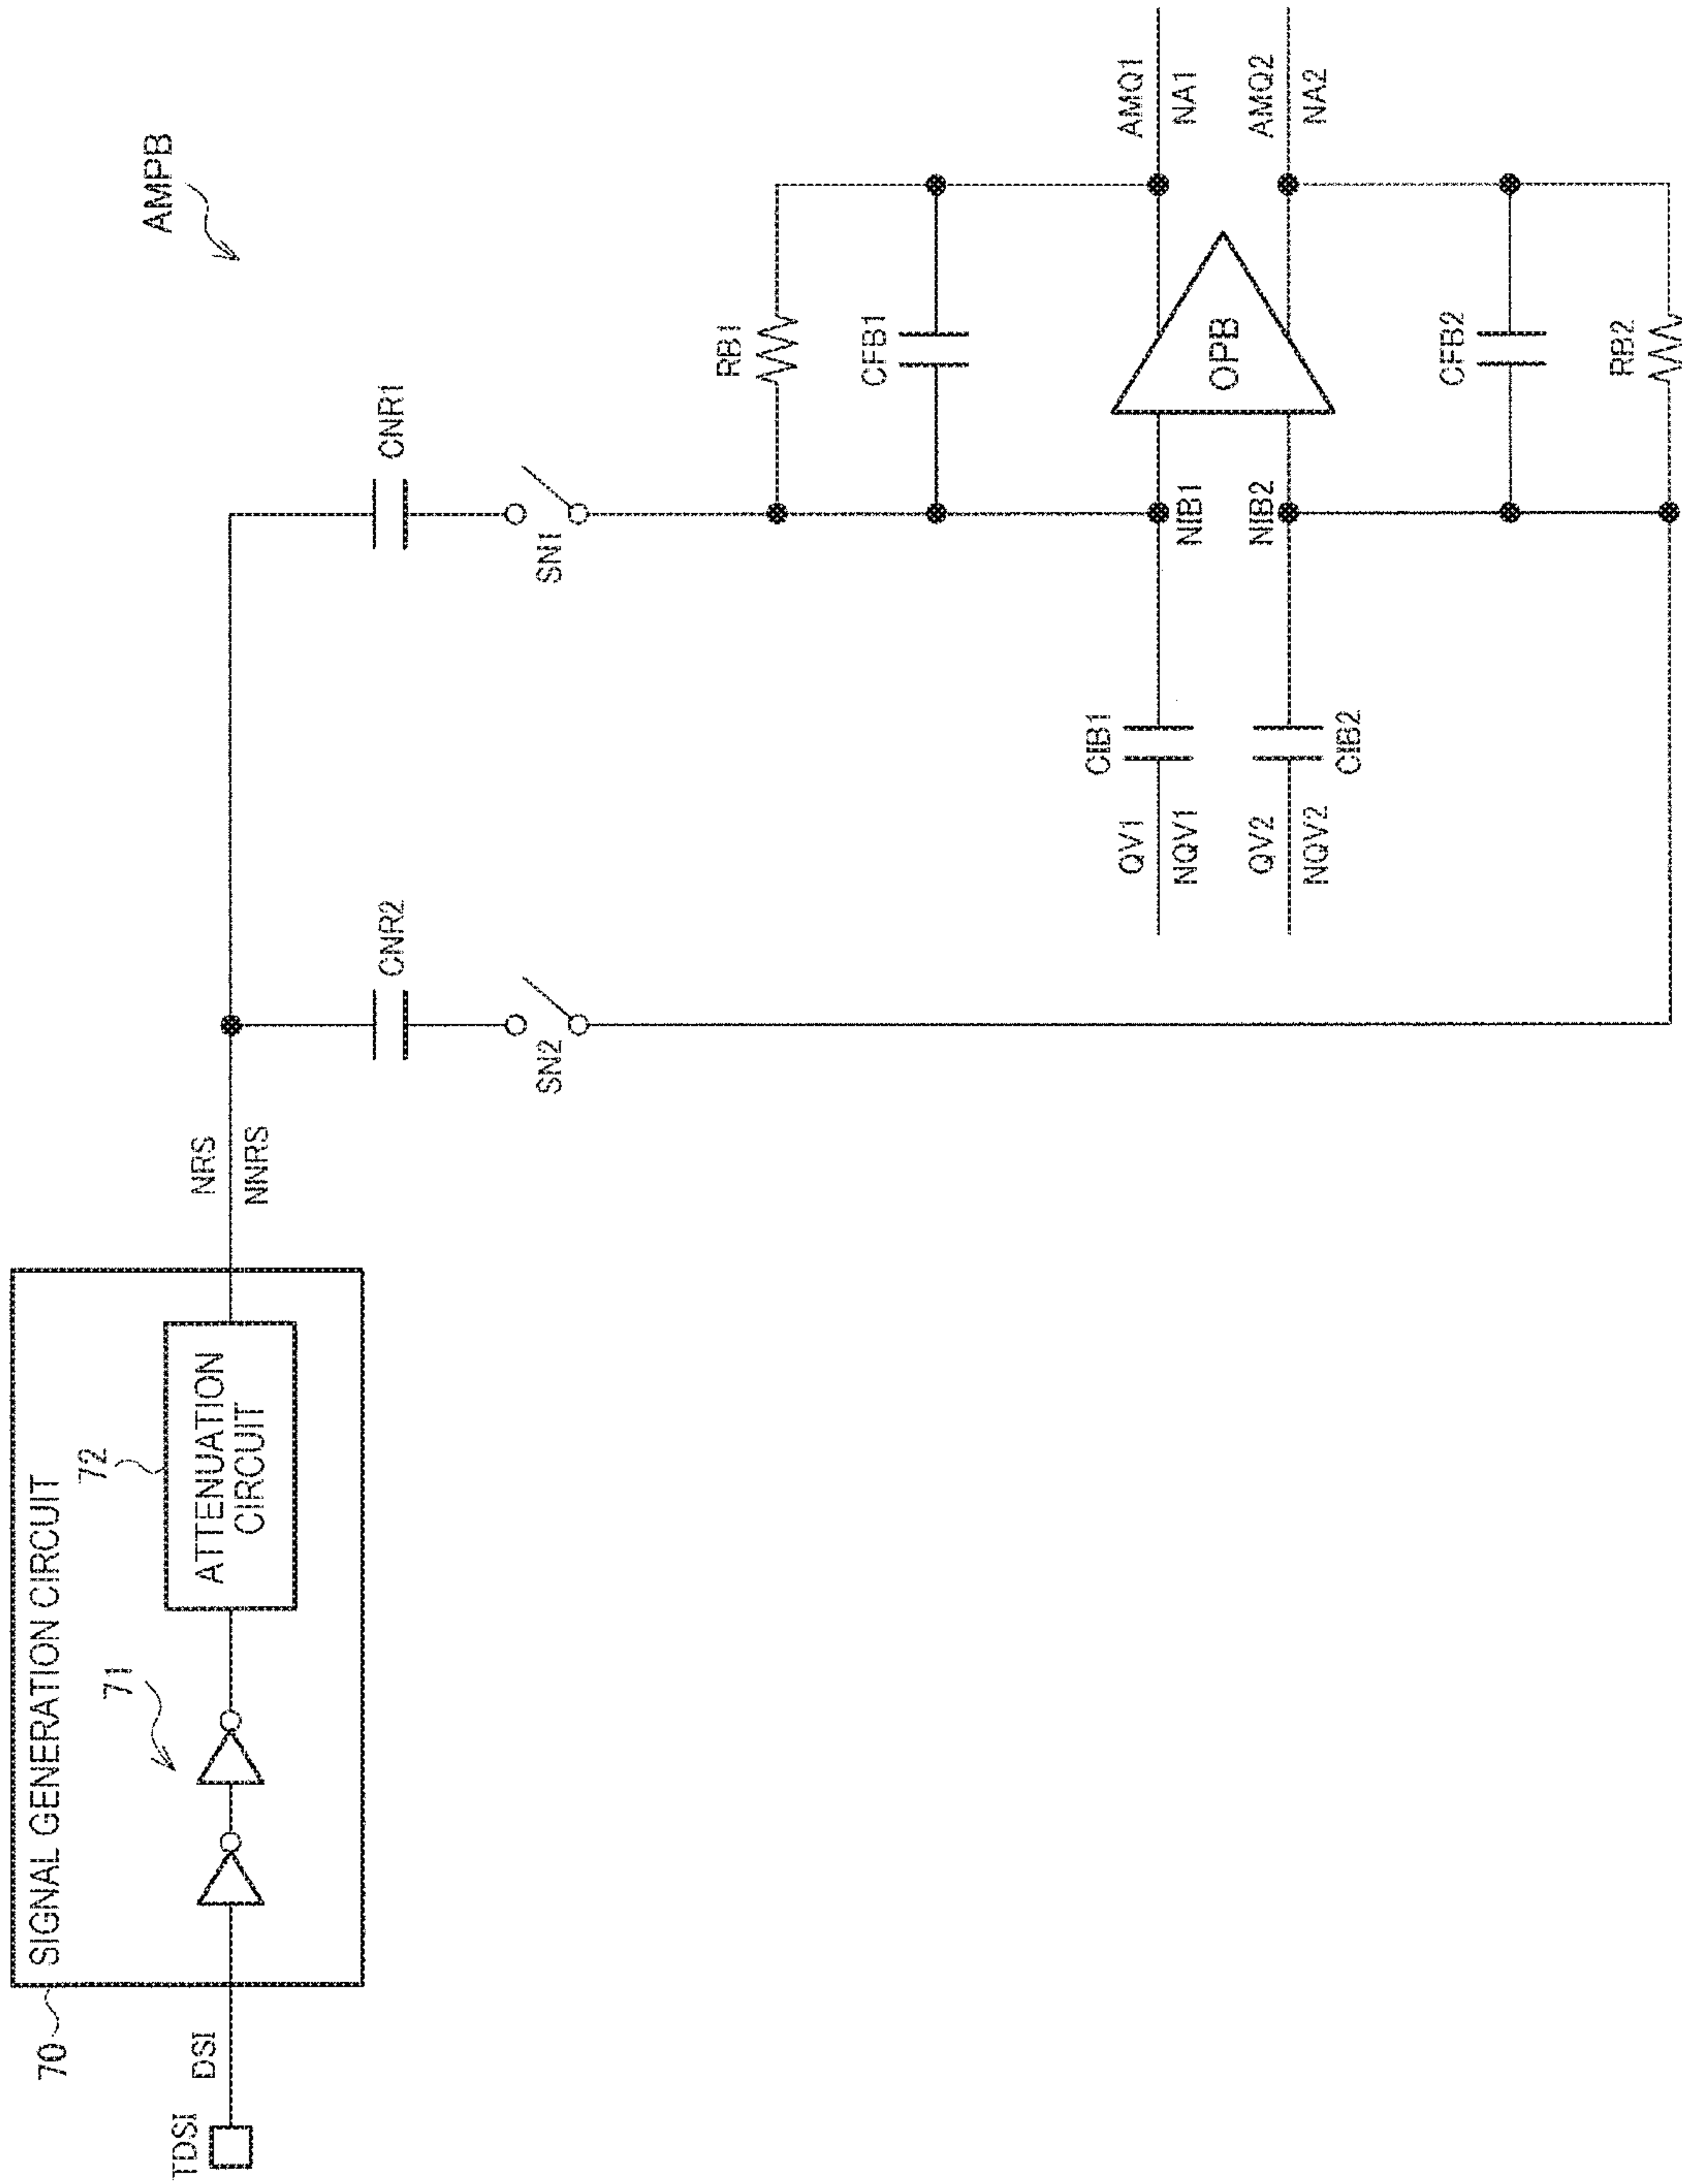 AMPB
SIGNAL GENERATION CIRCUIT
70
71
72
ATTENUATION
CIRCUIT
TDSI
DSI
NRS
NNRS
CNR2
CNR1
SN2
SN1
RB1
CFB1
QV1
NQV1
CIB1
NIB1
AMQ1
NA1
OPB
QV2
NQV2
CIB2
NIB2
AMQ2
NA2
CFB2
RB2